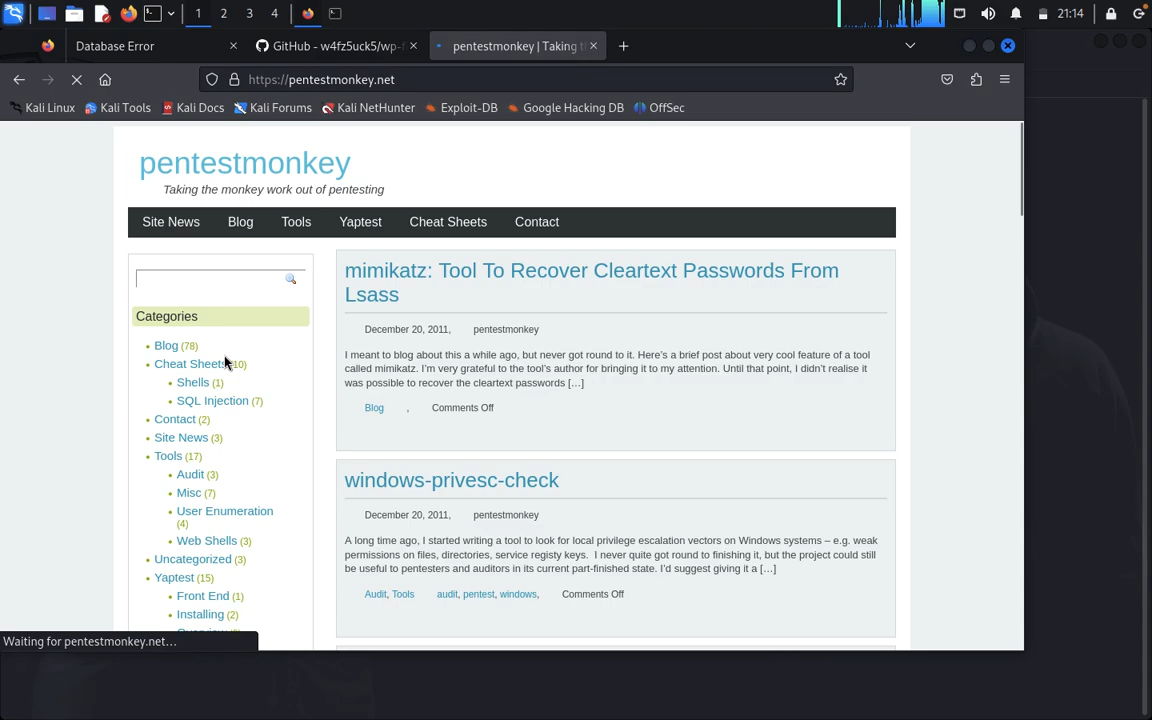 1 2 3 4 21:14
Database Error
GitHub - w4fz5uck5/wp-f
pentestmonkey | Taking t
https://pentestmonkey.net
Kali Linux Kali Tools Kali Docs Kali Forums Kali NetHunter Exploit-DB Google Hacking DB OffSec
pentestmonkey
Taking the monkey work out of pentesting
Site News Blog Tools Yaptest Cheat Sheets Contact
Categories
Blog (78)
Cheat Sheets (10)
Shells (1)
SQL Injection (7)
Contact (2)
Site News (3)
Tools (17)
Audit (3)
Misc (7)
User Enumeration
(4)
Web Shells (3)
Uncategorized (3)
Yaptest (15)
Front End (1)
Installing (2)
mimikatz: Tool To Recover Cleartext Passwords From
Lsass
December 20, 2011, pentestmonkey
I meant to blog about this a while ago, but never got round to it. Here's a brief post about very cool feature of a tool
called mimikatz. I'm very grateful to the tool's author for bringing it to my attention. Until that point, I didn't realise it
was possible to recover the cleartext passwords […]
Blog , Comments Off
windows-privesc-check
December 20, 2011, pentestmonkey
A long time ago, I started writing a tool to look for local privilege escalation vectors on Windows systems – e.g. weak
permissions on files, directories, service registy keys. I never quite got round to finishing it, but the project could still
be useful to pentesters and auditors in its current part-finished state. I'd suggest giving it a […]
Audit, Tools audit, pentest, windows, Comments Off
Waiting for pentestmonkey.net…